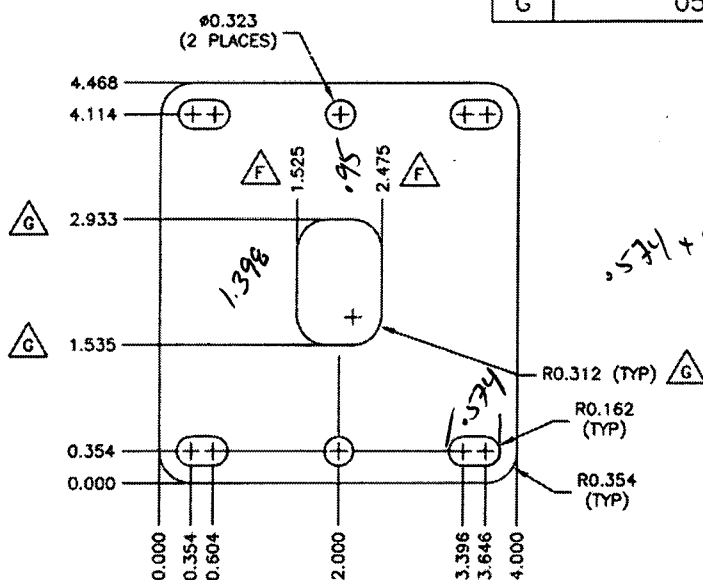 G 05
ø0.323
(2 PLACES)
4.468
4.114
F 1.525 .95 2.475 F
G 2.933
1.398
.574 +
G 1.535
R0.312 (TYP) G
.574
R0.162
(TYP)
0.354
0.000
R0.354
(TYP)
0.000 0.354 0.604 2.000 3.396 3.646 4.000